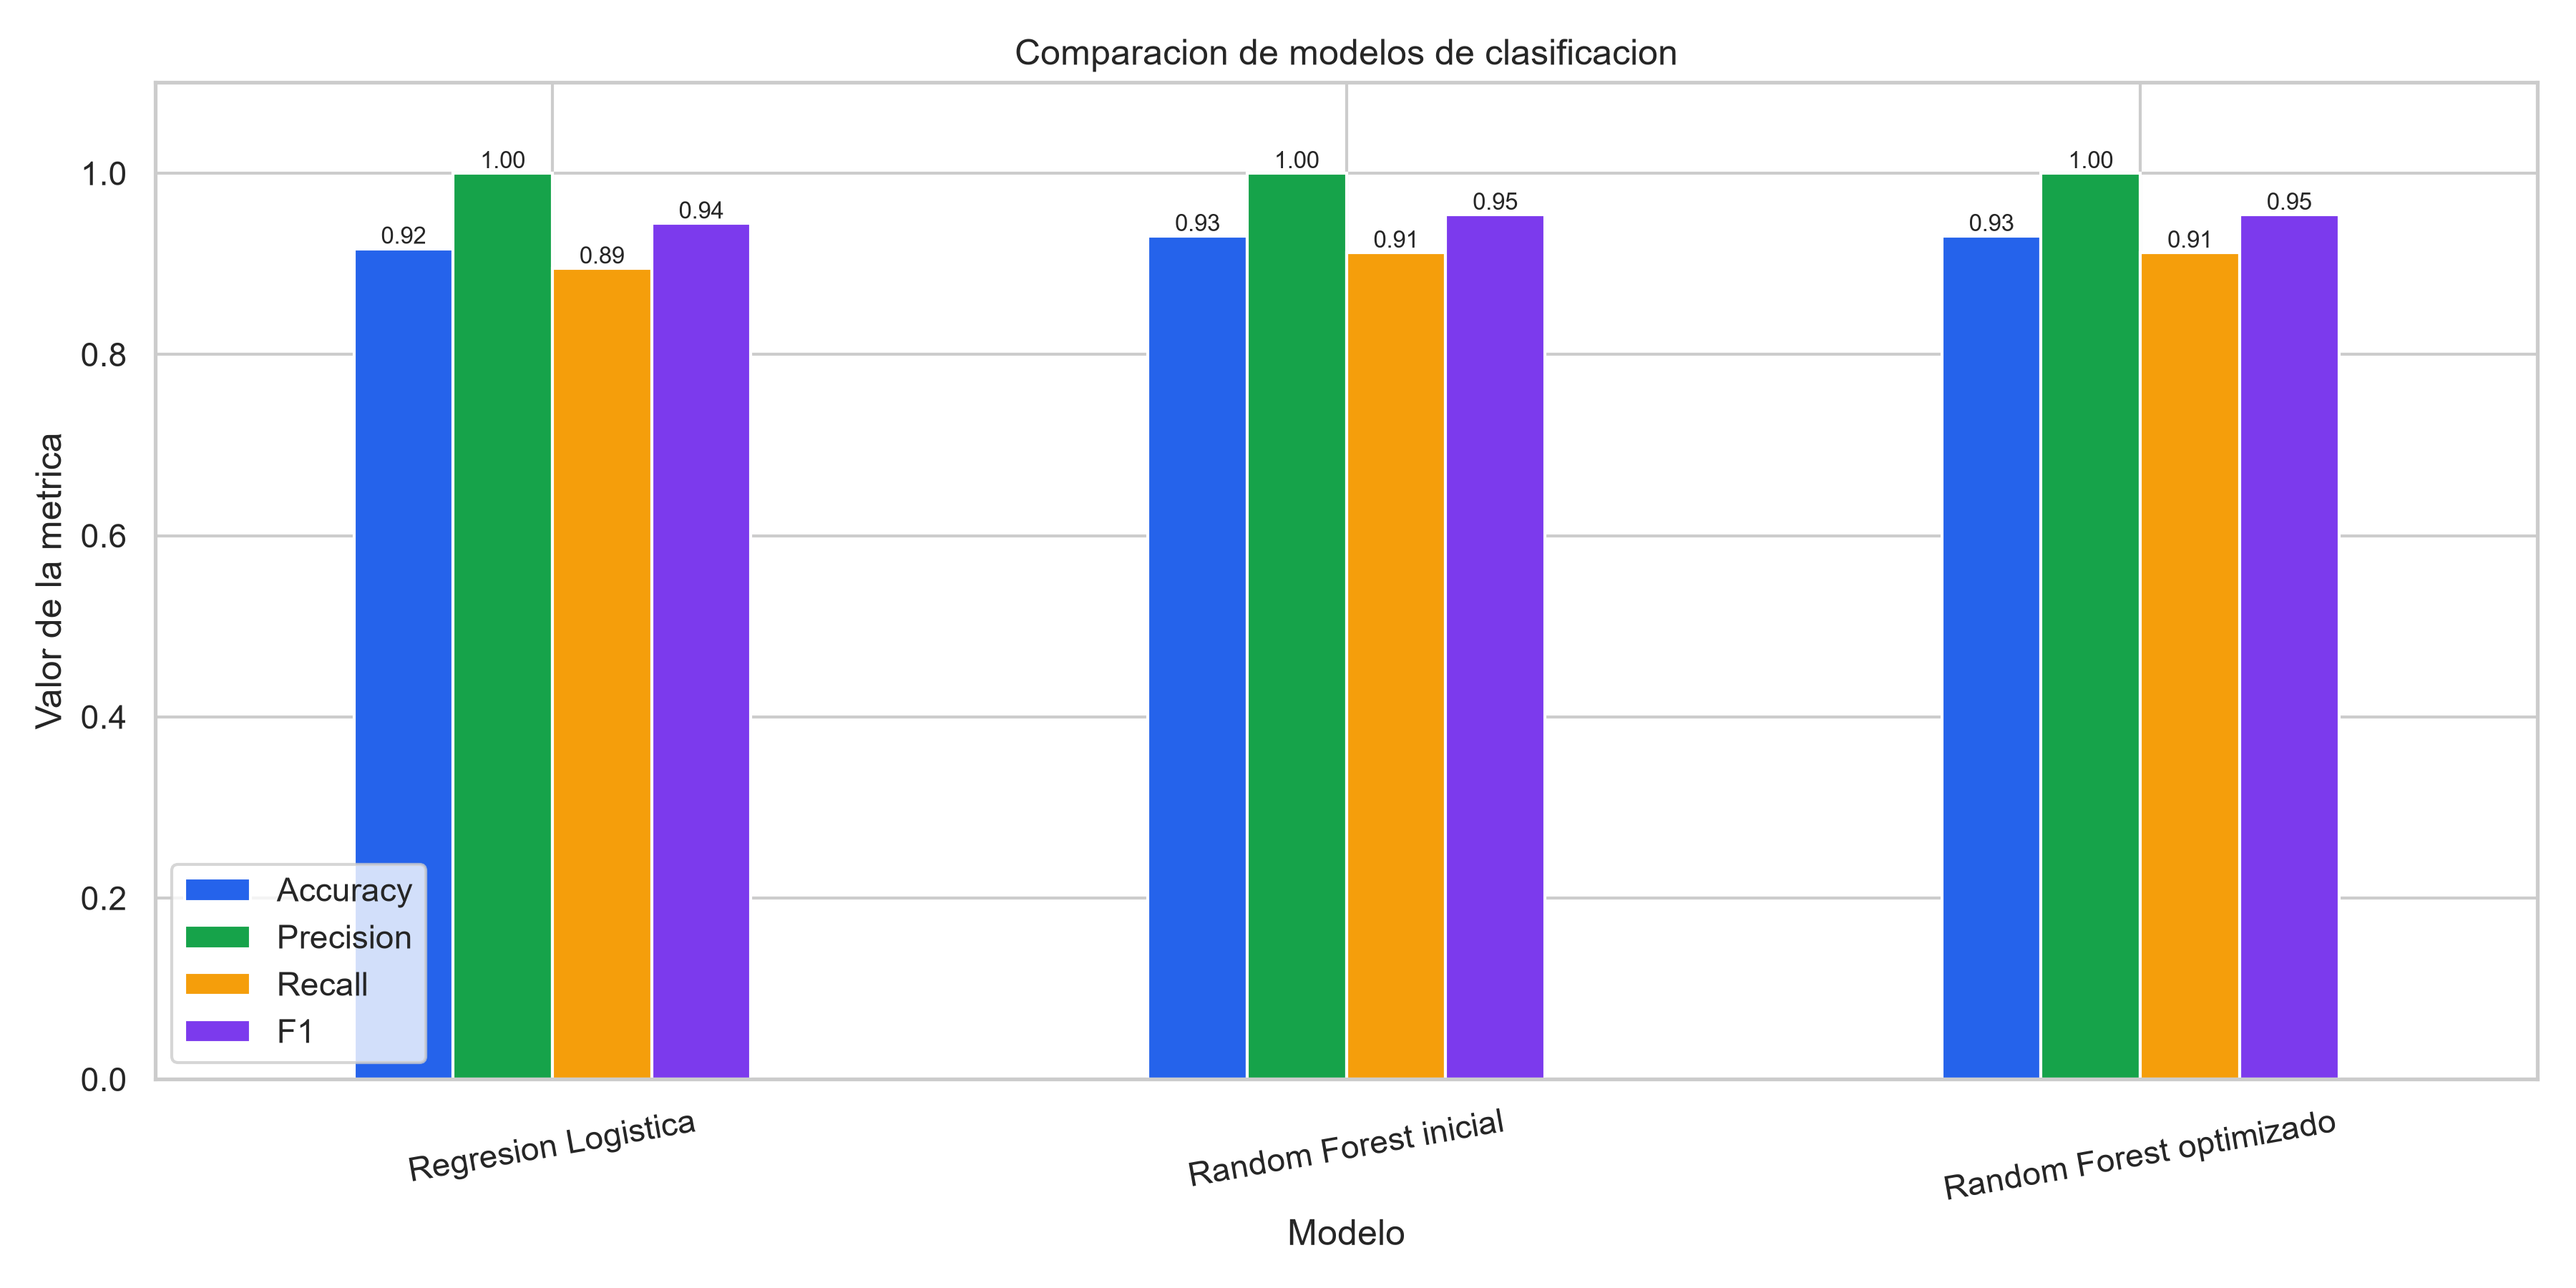 Comparacion de modelos de clasificacion
Valor de la metrica
1.0
0.8
0.6
0.4
0.2
0.0
0.92
1.00
0.89
0.94
0.93
1.00
0.91
0.95
0.93
1.00
0.91
0.95
Accuracy
Precision
Recall
F1
Regresion Logistica
Random Forest inicial
Random Forest optimizado
Modelo